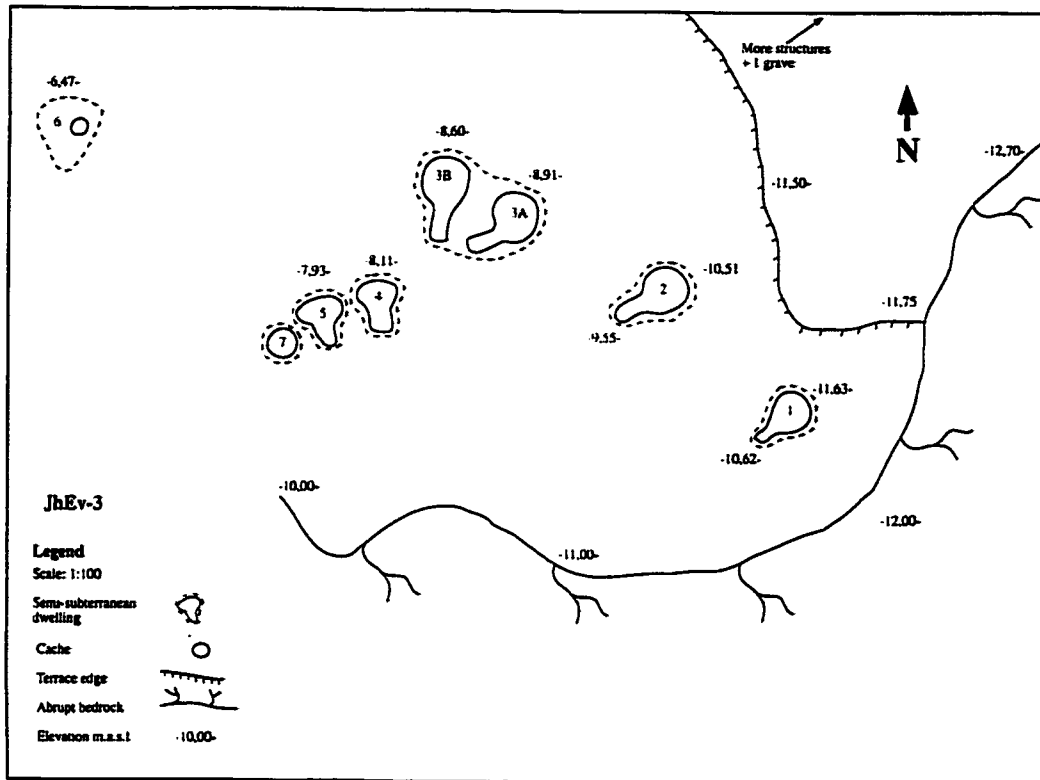 More structures
+ 1 grave
-6,47-
6
-8,60-
3B
-8,91-
3A
N
-12,70-
-11,50-
-7,93-
-8,11-
5
4
7
2
-10,51
-9,55-
-11,75
1
-11,63-
-10,62-
-10,00-
-11,00-
-12,00-
JhEv-3
Legend
Scale: 1:100
Semi-subterranean
dwelling
Cache
Terrace edge
Abrupt bedrock
Elevation m.a.s.l
-10,00-